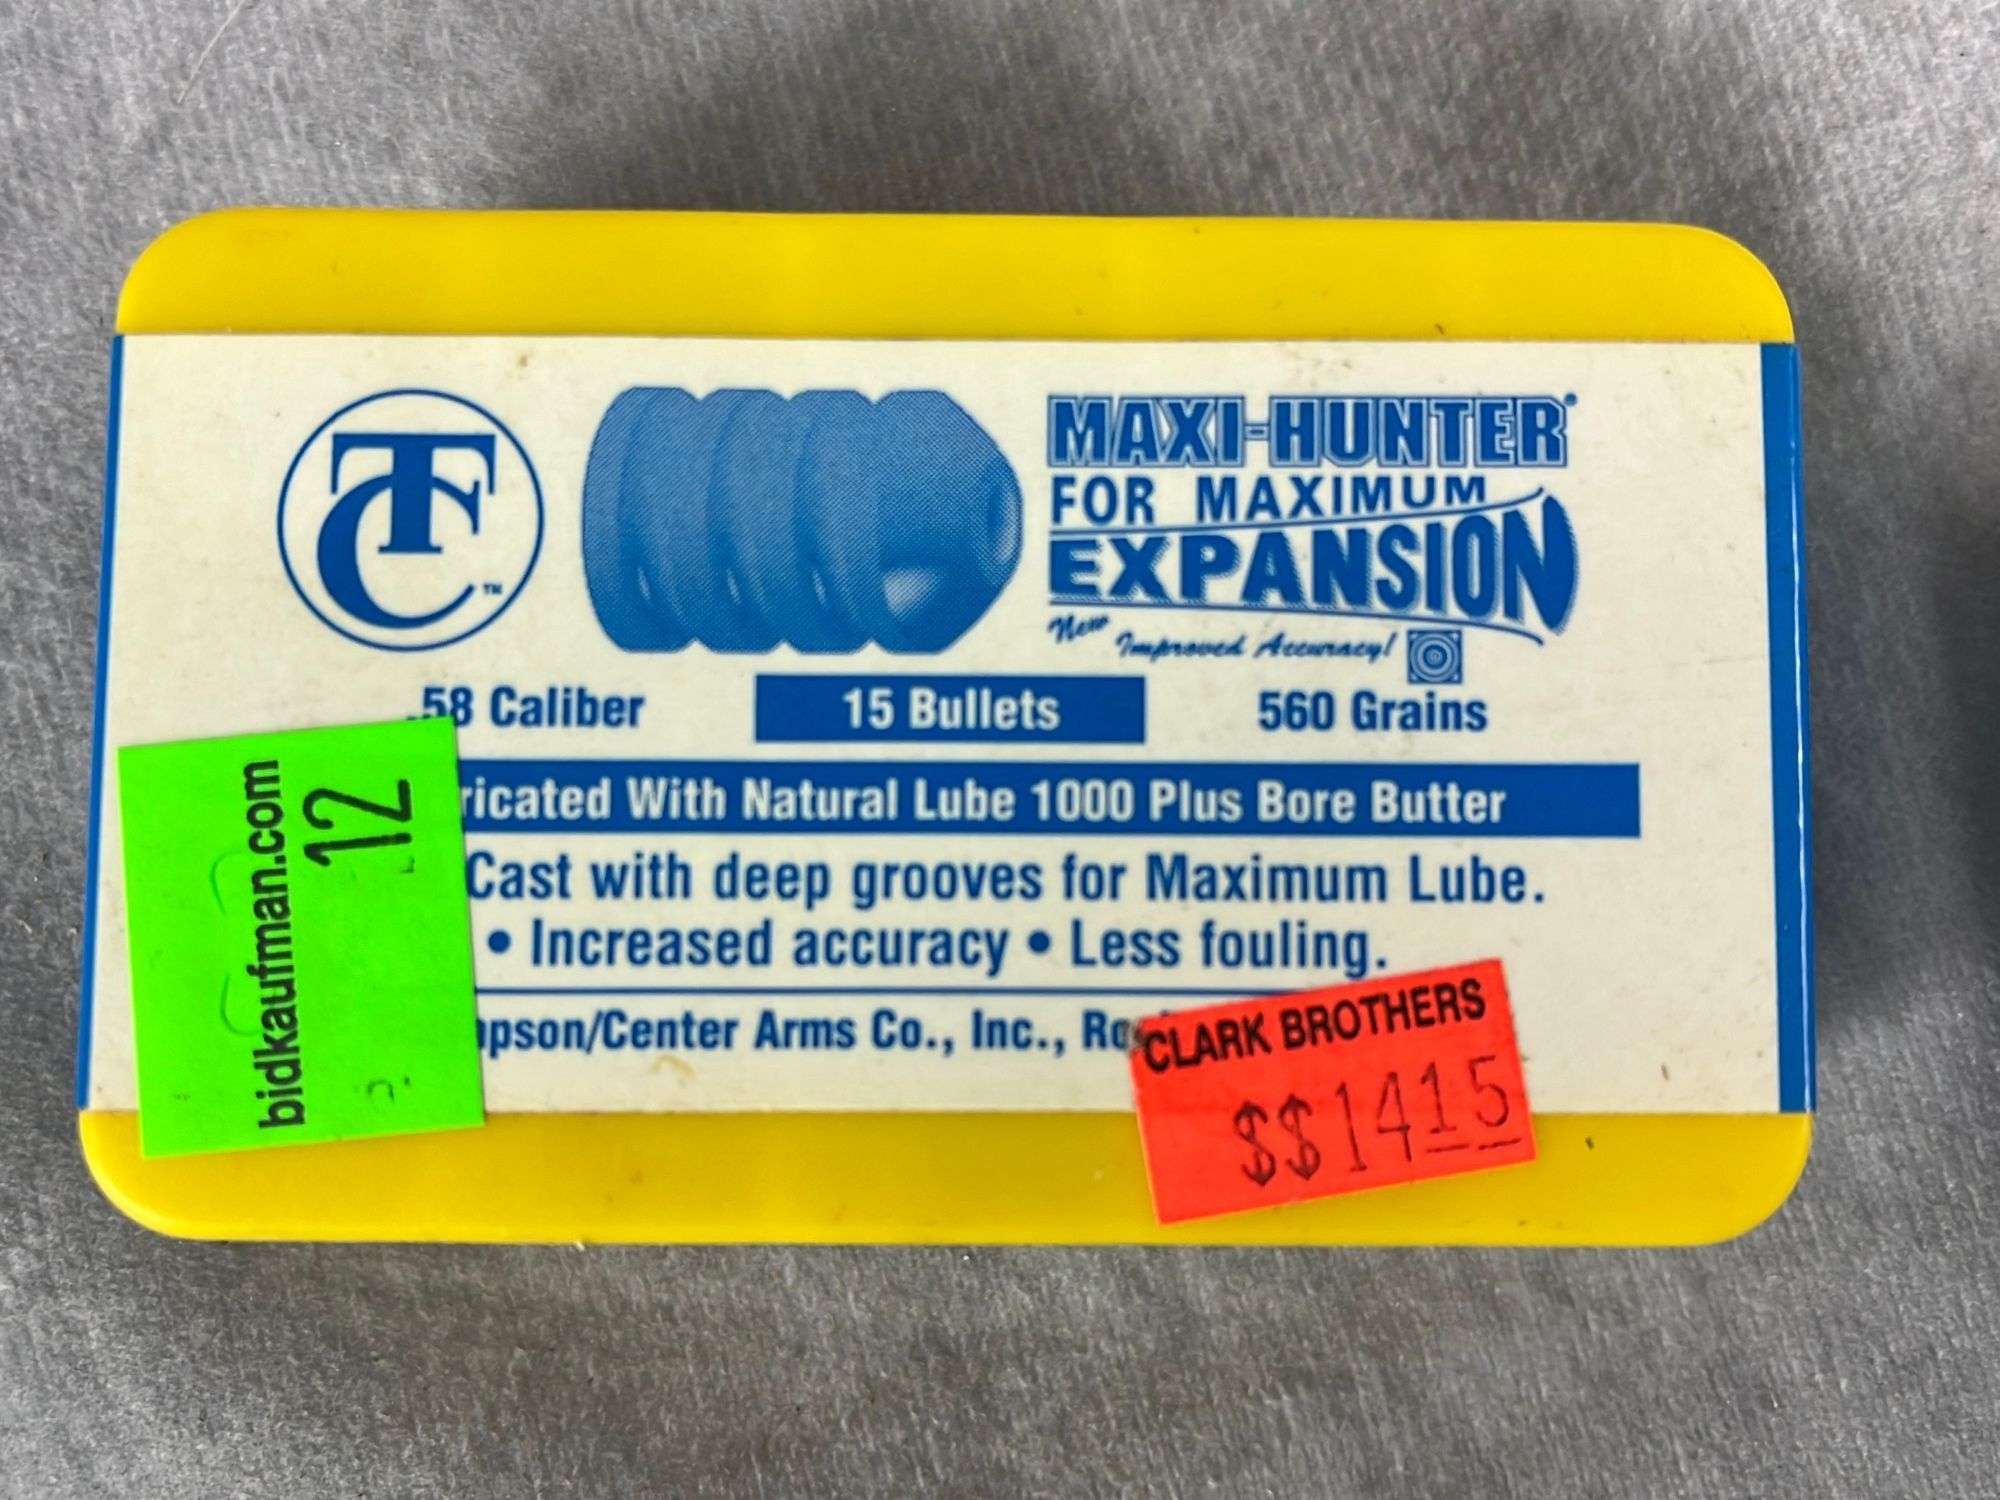 TC™
MAXI-HUNTER®
FOR MAXIMUM
EXPANSION
New Improved Accuracy!
.58 Caliber
15 Bullets
560 Grains
ricated With Natural Lube 1000 Plus Bore Butter
Cast with deep grooves for Maximum Lube.
• Increased accuracy • Less fouling.
pson/Center Arms Co., Inc., Ro
bidkaufman.com
12
CLARK BROTHERS
$$1415